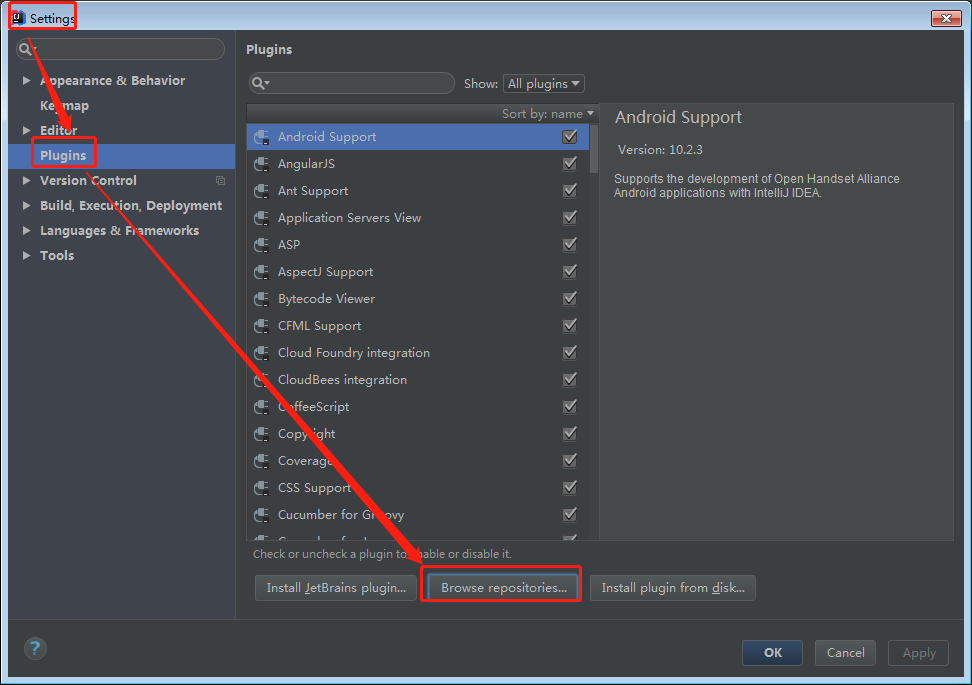 Settings
Appearance & Behavior
Keymap
Editor
Plugins
Version Control
Build, Execution, Deployment
Languages & Frameworks
Tools
Plugins
Show: All plugins
Sort by: name
Android Support
AngularJS
Ant Support
Application Servers View
ASP
AspectJ Support
Bytecode Viewer
CFML Support
Cloud Foundry integration
CloudBees integration
CoffeeScript
Copyright
Coverage
CSS Support
Cucumber for Groovy
Check or uncheck a plugin to enable or disable it.
Install JetBrains plugin...
Browse repositories...
Install plugin from disk...
Android Support
Version: 10.2.3
Supports the development of Open Handset Alliance
Android applications with IntelliJ IDEA.
?
OK
Cancel
Apply